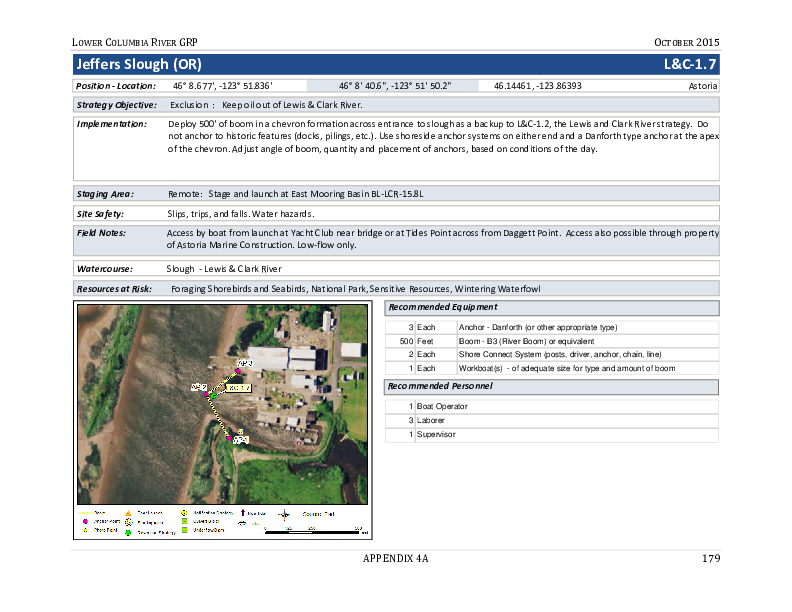 LOWER COLUMBIA RIVER GRP
OCTOBER 2015
Jeffers Slough (OR)
L&C-1.7
Position - Location: 46° 8.677', -123° 51.836' 46° 8' 40.6", -123° 51' 50.2" 46.14461, -123.86393 Astoria
Strategy Objective: Exclusion : Keep oil out of Lewis & Clark River.
Implementation: Deploy 500' of boom in a chevron formation across entrance to slough as a backup to L&C-1.2, the Lewis and Clark River strategy. Do
not anchor to historic features (docks, pilings, etc.). Use shoreside anchor systems on either end and a Danforth type anchor at the apex
of the chevron. Adjust angle of boom, quantity and placement of anchors, based on conditions of the day.
Staging Area: Remote: Stage and launch at East Mooring Basin BL-LCR-15.8L
Site Safety: Slips, trips, and falls. Water hazards.
Field Notes: Access by boat from launch at Yacht Club near bridge or at Tides Point across from Daggett Point. Access also possible through property
of Astoria Marine Construction. Low-flow only.
Watercourse: Slough - Lewis & Clark River
Resources at Risk: Foraging Shorebirds and Seabirds, National Park, Sensitive Resources, Wintering Waterfowl
Recommended Equipment
3 Each Anchor - Danforth (or other appropriate type)
500 Feet Boom - B3 (River Boom) or equivalent
2 Each Shore Connect System (posts, driver, anchor, chain, line)
1 Each Workboat(s) - of adequate size for type and amount of boom
Recommended Personnel
1 Boat Operator
3 Laborer
1 Supervisor
AP-3
AP-2
L&C-1.7
Anchor Point
Photo Point
APPENDIX 4A
179